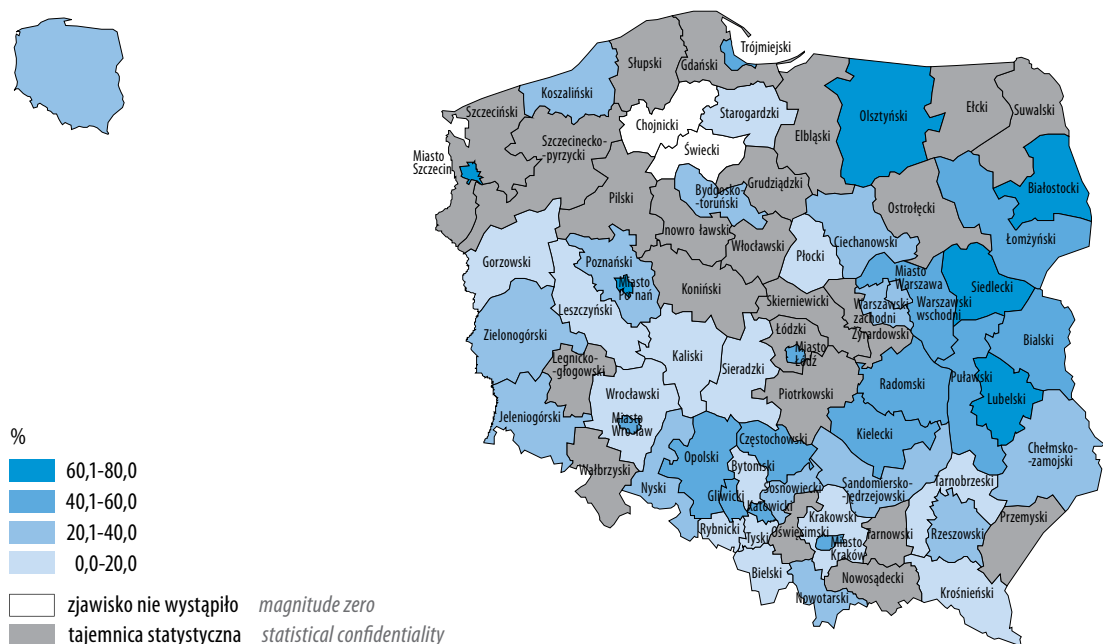 Trójmiejski
Słupski
Gdański
Koszaliński
Ełcki
Suwalski
Olsztyński
Szczeciński
Chojnicki
Starogardzki
Elbląski
Szczecinecko-
-pyrzycki
Miasto
Szczecin
Świecki
Białostocki
Grudziądzki
Bydgosko-
-toruński
Pilski
Ostrołęcki
nowro ławski
Włocławski
Ciechanowski
Łomżyński
Płocki
Gorzowski
Poznański
Miasto
Po nań
Miasto
Warszawa
Siedlecki
Koniński
Skierniewicki
Warszawski
zachodni
Warszawski
wschodni
Leszczyński
Zielonogórski
Łódzki
Żyrardowski
Bialski
Miasto
Łódź
Legnicko-
-głogowski
Kaliski
Sieradzki
Radomski
Puławski
Piotrkowski
Lubelski
Wrocławski
Jeleniogórski
Miasto
Wro ław
Częstochowski
Kielecki
Chełmsko-
-zamojski
Opolski
Bytomski
Wałbrzyski
Nyski
Gliwicki
Sosnowiecki
Sandomiersko-
-jędrzejowski
Tarnobrzeski
Katowicki
Rybnicki
Krakowski
Przemyski
Oświęcimski
Tyski
Miasto
Kraków
Tarnowski
Rzeszowski
Bielski
Nowosądecki
Nowotarski
Krośnieński
%
60,1–80,0
40,1–60,0
20,1–40,0
0,0–20,0
zjawisko nie wystąpiło magnitude zero
tajemnica statystyczna statistical confidentiality